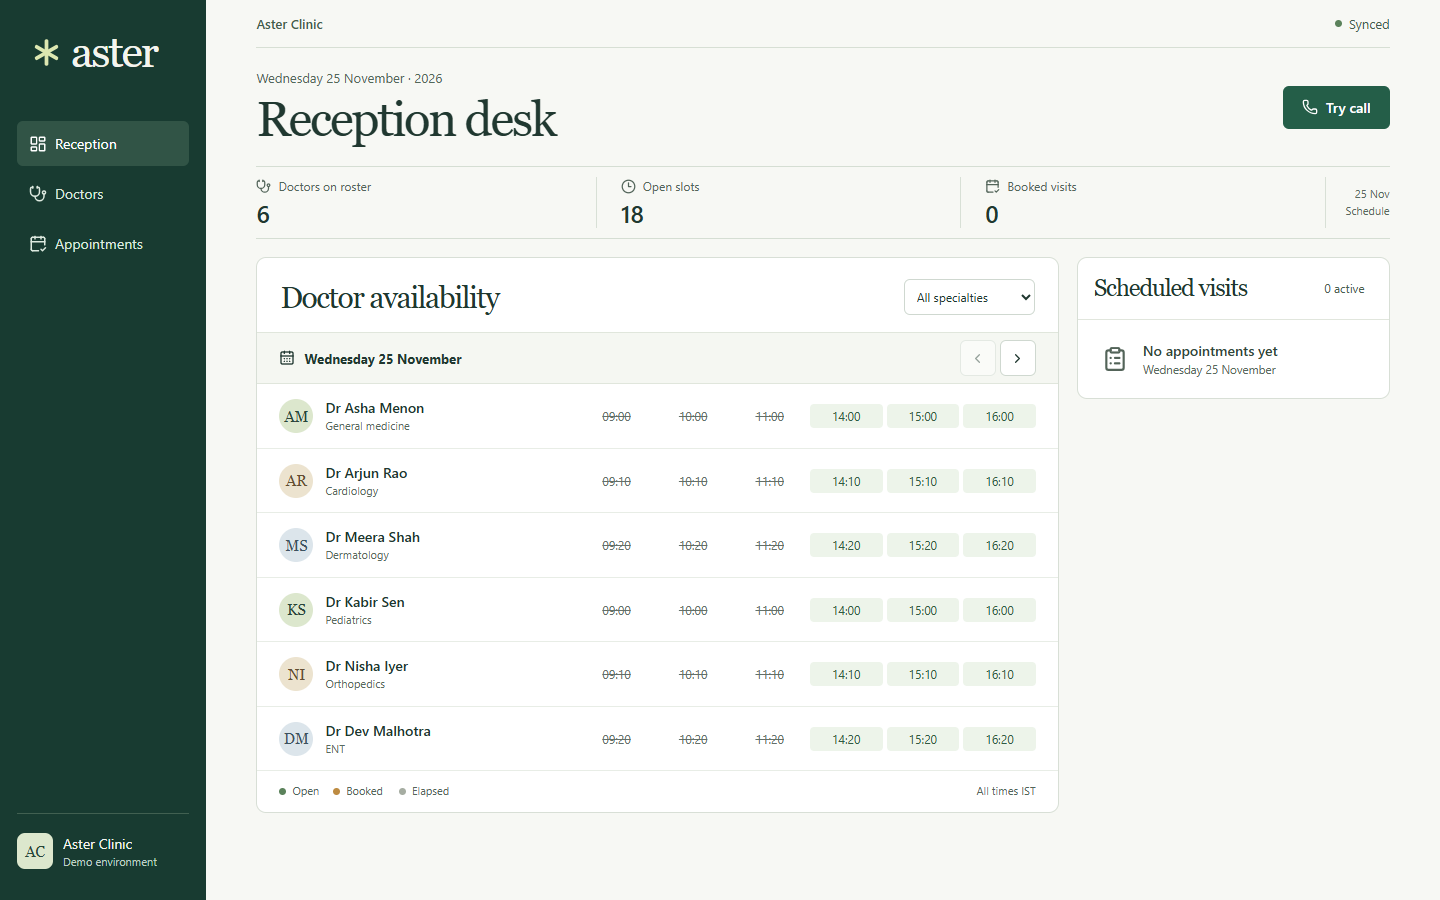 aster
Reception
Doctors
Appointments
AC
Aster Clinic
Demo environment
Aster Clinic
Synced
Wednesday 25 November · 2026
Reception desk
Try call
Doctors on roster
6
Open slots
18
Booked visits
0
25 Nov
Schedule
Doctor availability
All specialties
Wednesday 25 November
AM
Dr Asha Menon
General medicine
09:00 10:00 11:00 14:00 15:00 16:00
AR
Dr Arjun Rao
Cardiology
09:10 10:10 11:10 14:10 15:10 16:10
MS
Dr Meera Shah
Dermatology
09:20 10:20 11:20 14:20 15:20 16:20
KS
Dr Kabir Sen
Pediatrics
09:00 10:00 11:00 14:00 15:00 16:00
NI
Dr Nisha Iyer
Orthopedics
09:10 10:10 11:10 14:10 15:10 16:10
DM
Dr Dev Malhotra
ENT
09:20 10:20 11:20 14:20 15:20 16:20
Open Booked Elapsed
All times IST
Scheduled visits
0 active
No appointments yet
Wednesday 25 November